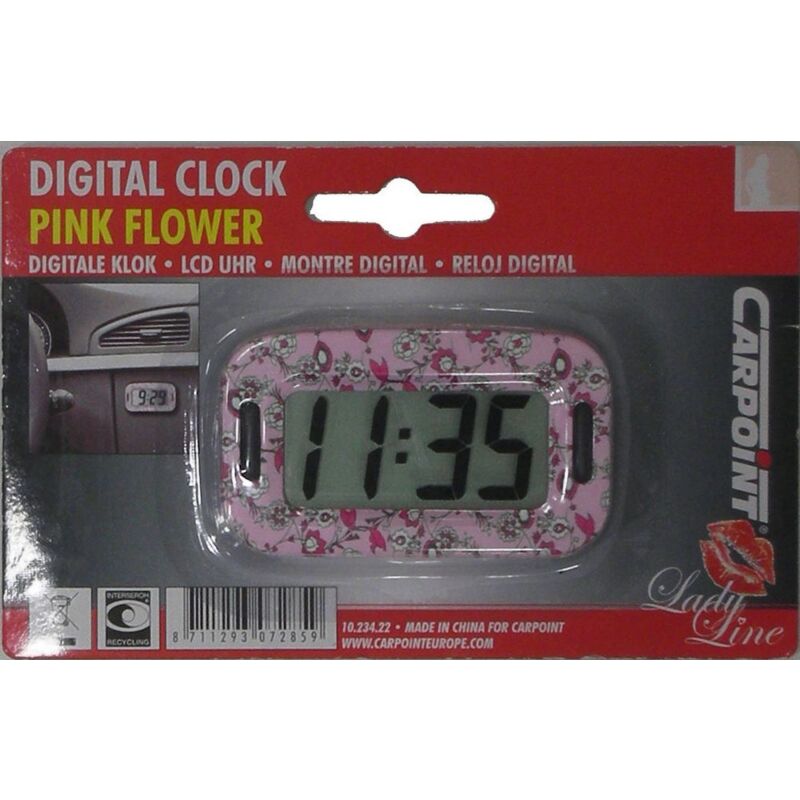 DIGITAL CLOCK
PINK FLOWER
DIGITALE KLOK • LCD UHR • MONTRE DIGITAL • RELOJ DIGITAL
9:29
11:35
CARPOINT®
Lady Line
INTERSEROH
RECYCLING
8 711293 072859
10.234.22 • MADE IN CHINA FOR CARPOINT
WWW.CARPOINTEUROPE.COM